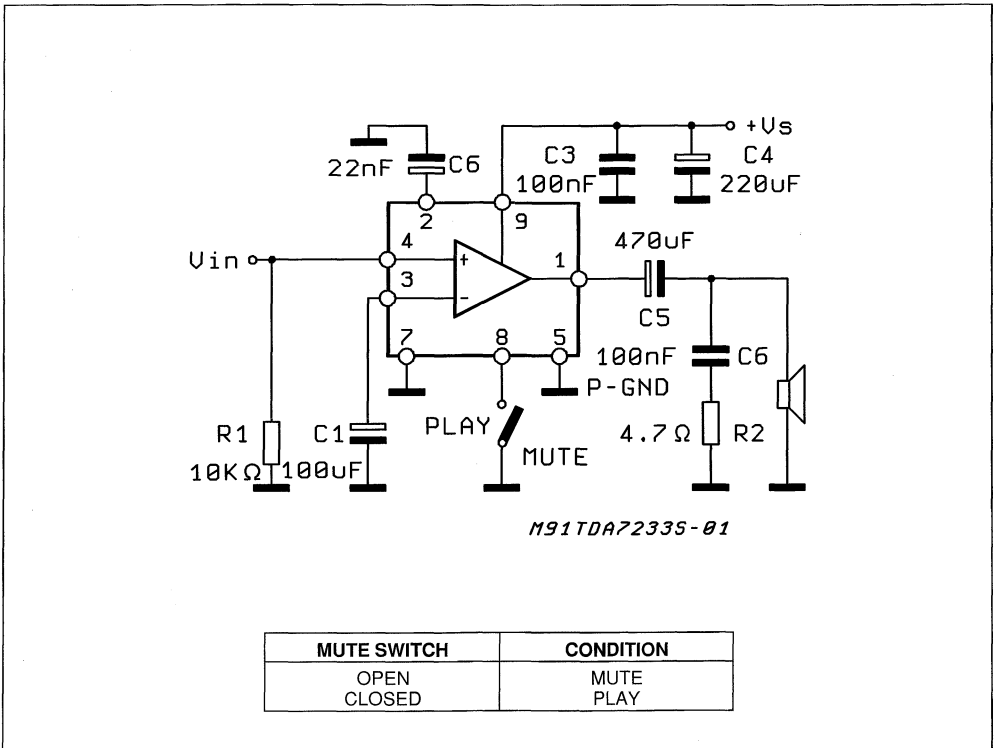 +Vs
22nF
C6
C3
100nF
C4
220uF
2
9
470uF
Vin
4
+
1
3
-
C5
7
8
5
100nF
C6
P-GND
PLAY
MUTE
R1
10KΩ
C1
100uF
4.7Ω
R2
M91TDA7233S-01
MUTE SWITCH
CONDITION
OPEN
MUTE
CLOSED
PLAY